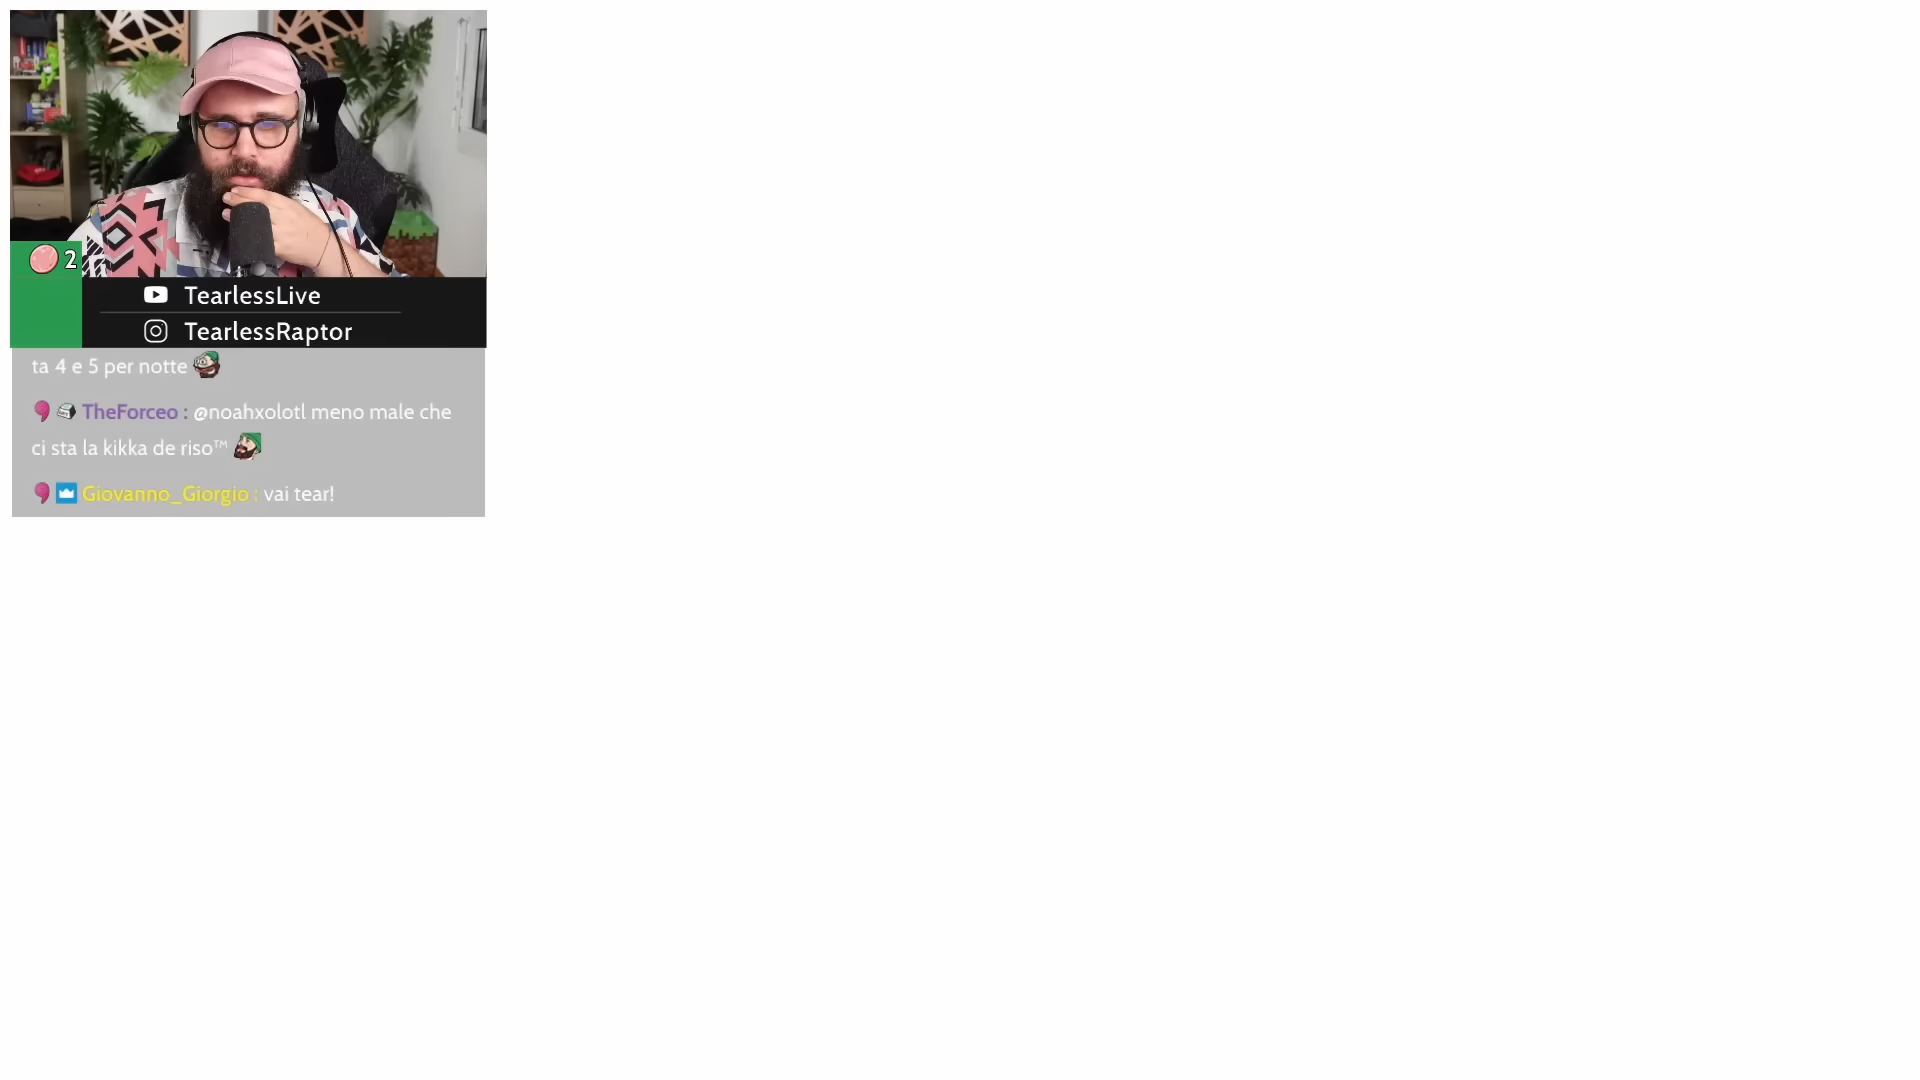 2
TearlessLive
TearlessRaptor
ta 4 e 5 per notte
TheForceo : @noahxolotl meno male che
ci sta la kikka de riso™
Giovanno_Giorgio : vai tear!